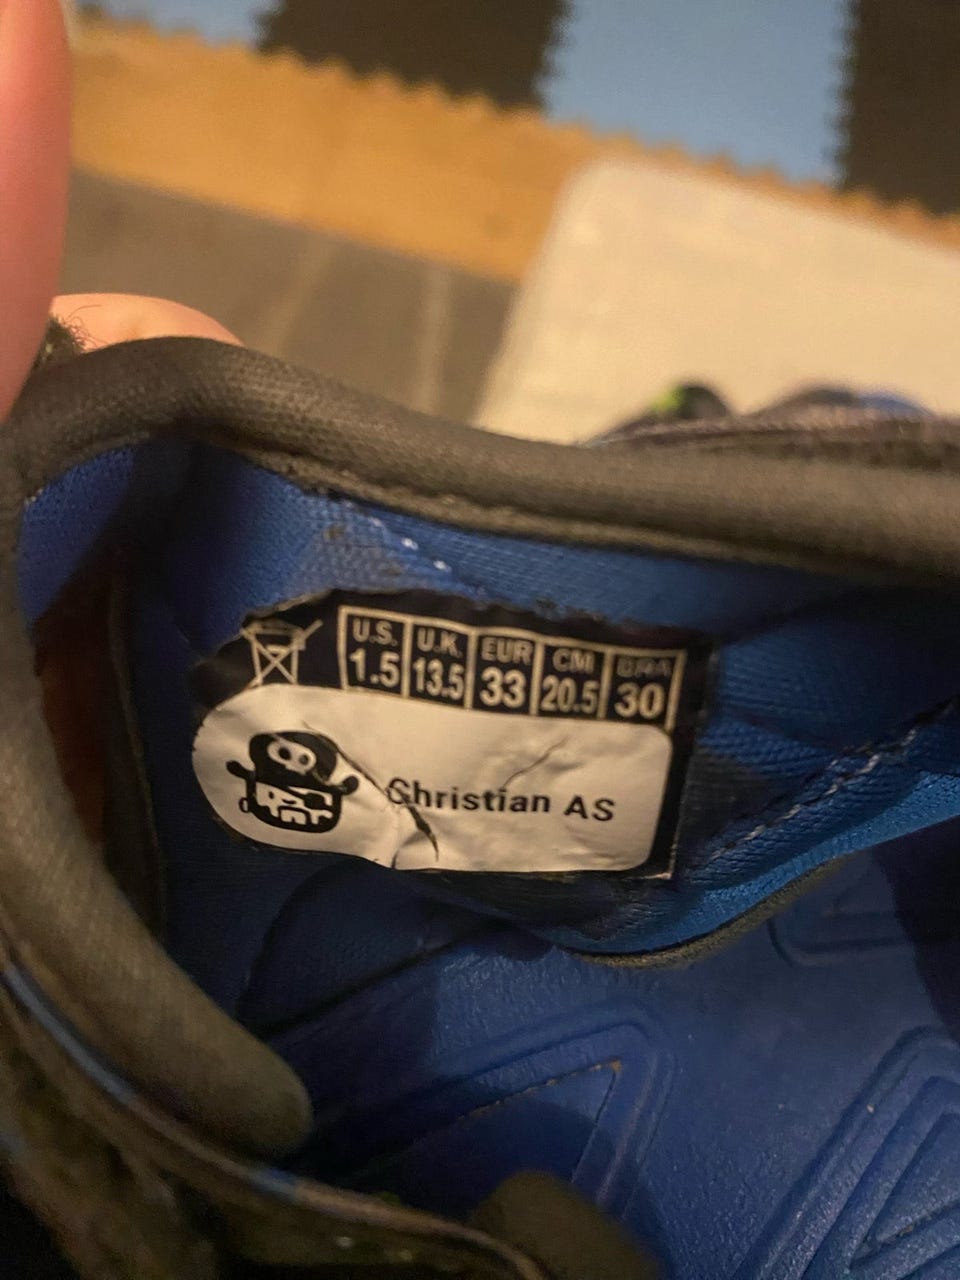 U.S. U.K. EUR CM BRA
1.5 13.5 33 20.5 30
Christian AS